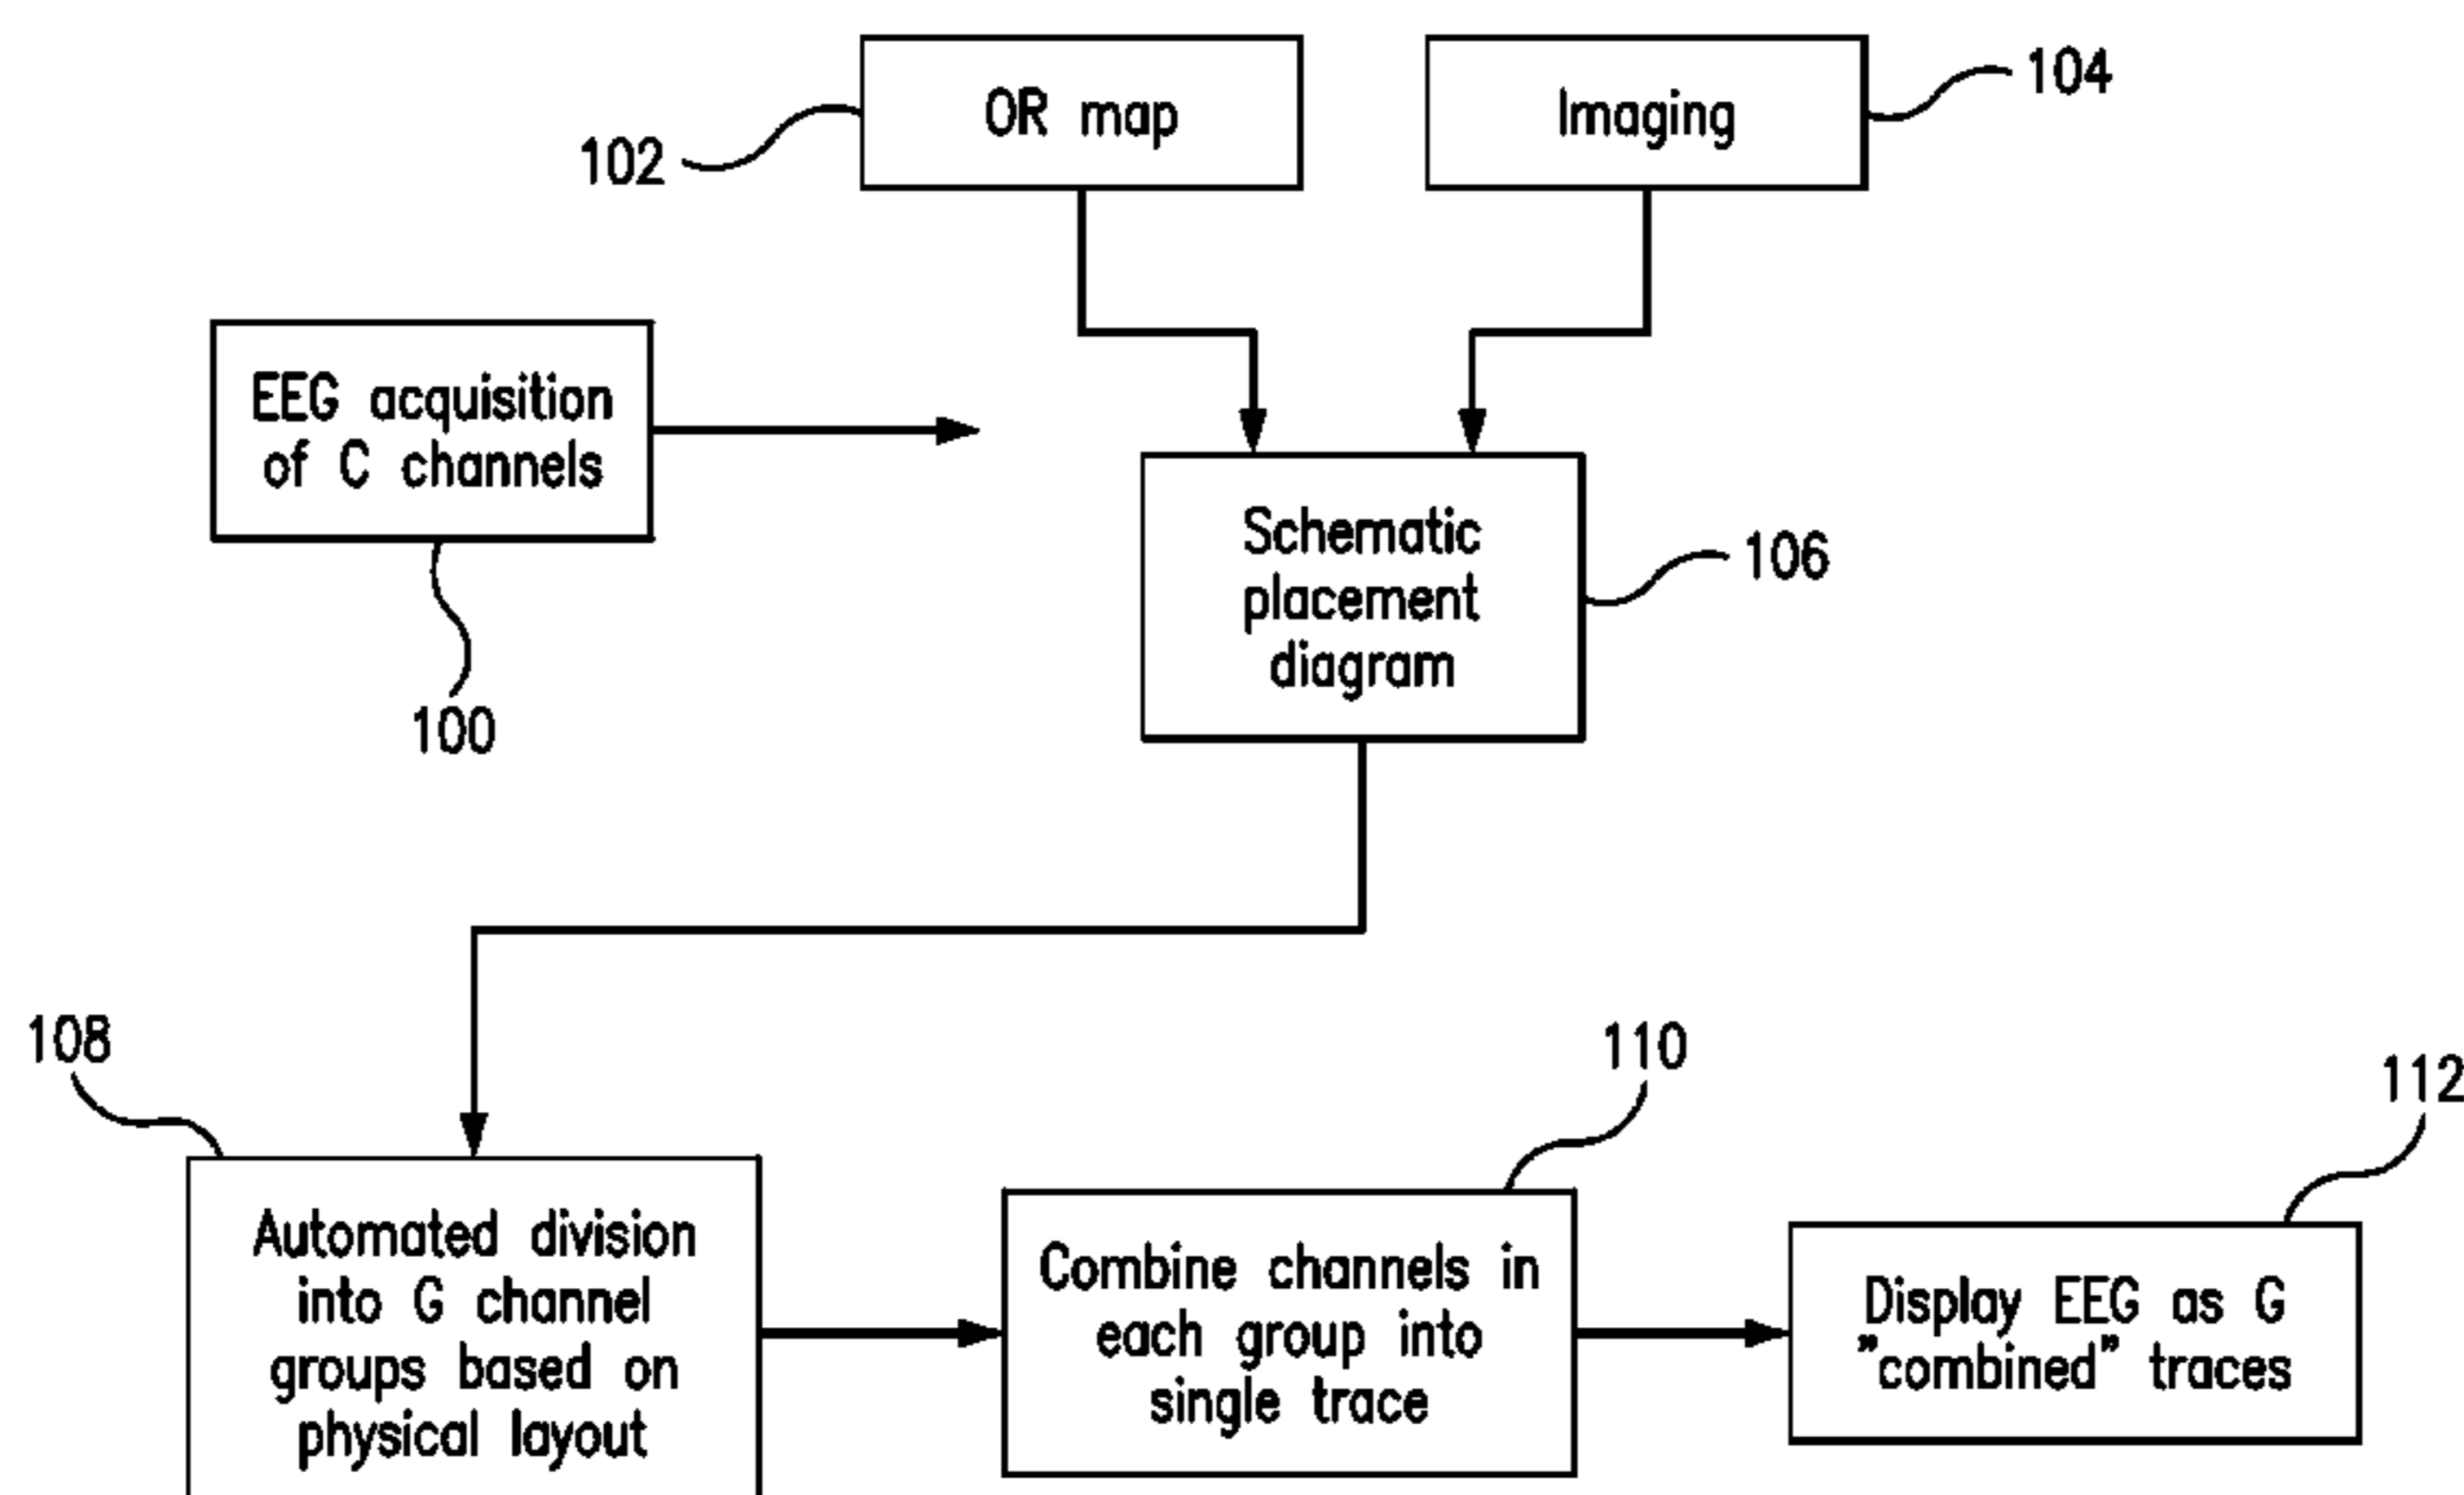 OR map
Imaging
104
102
EEG acquisition
of C channels
100
Schematic
placement
diagram
106
108
Automated division
into G channel
groups based on
physical layout
110
Combine channels in
each group into
single trace
112
Display EEG as G
"combined" traces